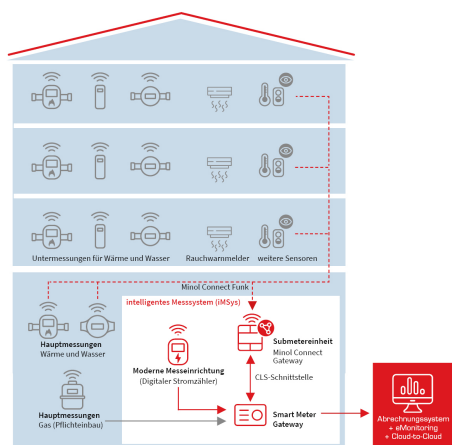 Untermessungen für Wärme und Wasser
Rauchwarnmelder
weitere Sensoren
Minol Connect Funk
intelligentes Messsystem (iMSys)
Hauptmessungen
Wärme und Wasser
Submetereinheit
Minol Connect
Gateway
Moderne Messeinrichtung
(Digitaler Stromzähler)
CLS-Schnittstelle
Hauptmessungen
Gas (Pflichteinbau)
Smart Meter
Gateway
Abrechnungssystem
+ eMonitoring
+ Cloud-to-Cloud